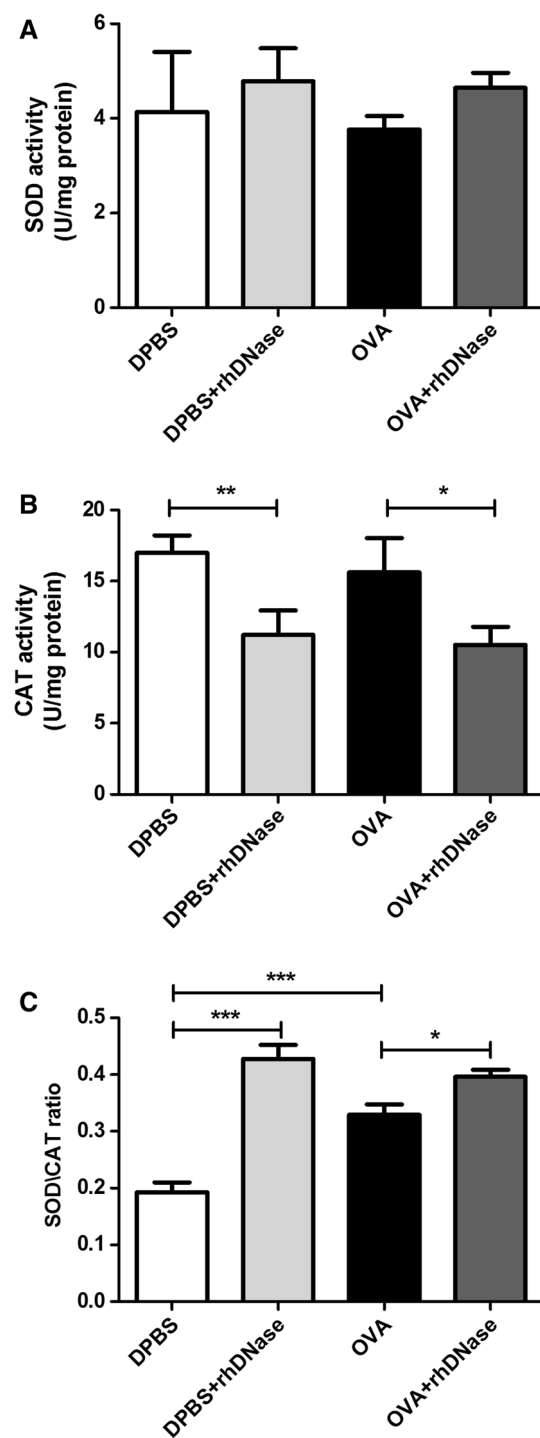 A
SOD activity
(U/mg protein)
6
4
2
0
DPBS
DPBS+rhDNase
OVA
OVA+rhDNase
B
CAT activity
(U/mg protein)
**
*
20
15
10
5
0
DPBS
DPBS+rhDNase
OVA
OVA+rhDNase
C
SOD\CAT ratio
***
***
*
0.5
0.4
0.3
0.2
0.1
0.0
DPBS
DPBS+rhDNase
OVA
OVA+rhDNase